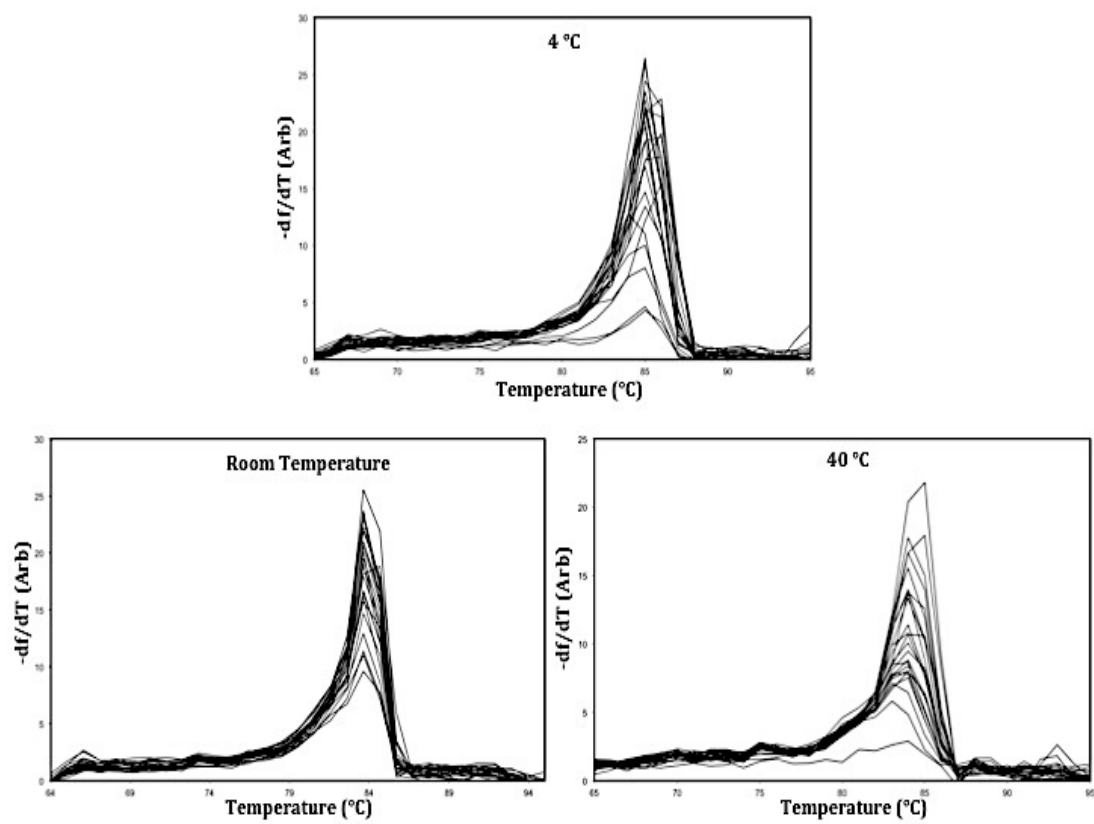 4 °C
30
25
20
15
10
5
0
-df/dT (Arb)
65 70 75 80 85 90 95
Temperature (°C)
Room Temperature
30
25
20
15
10
5
0
-df/dT (Arb)
64 69 74 79 84 89 94
Temperature (°C)
40 °C
25
20
15
10
5
0
-df/dT (Arb)
65 70 75 80 85 90 95
Temperature (°C)